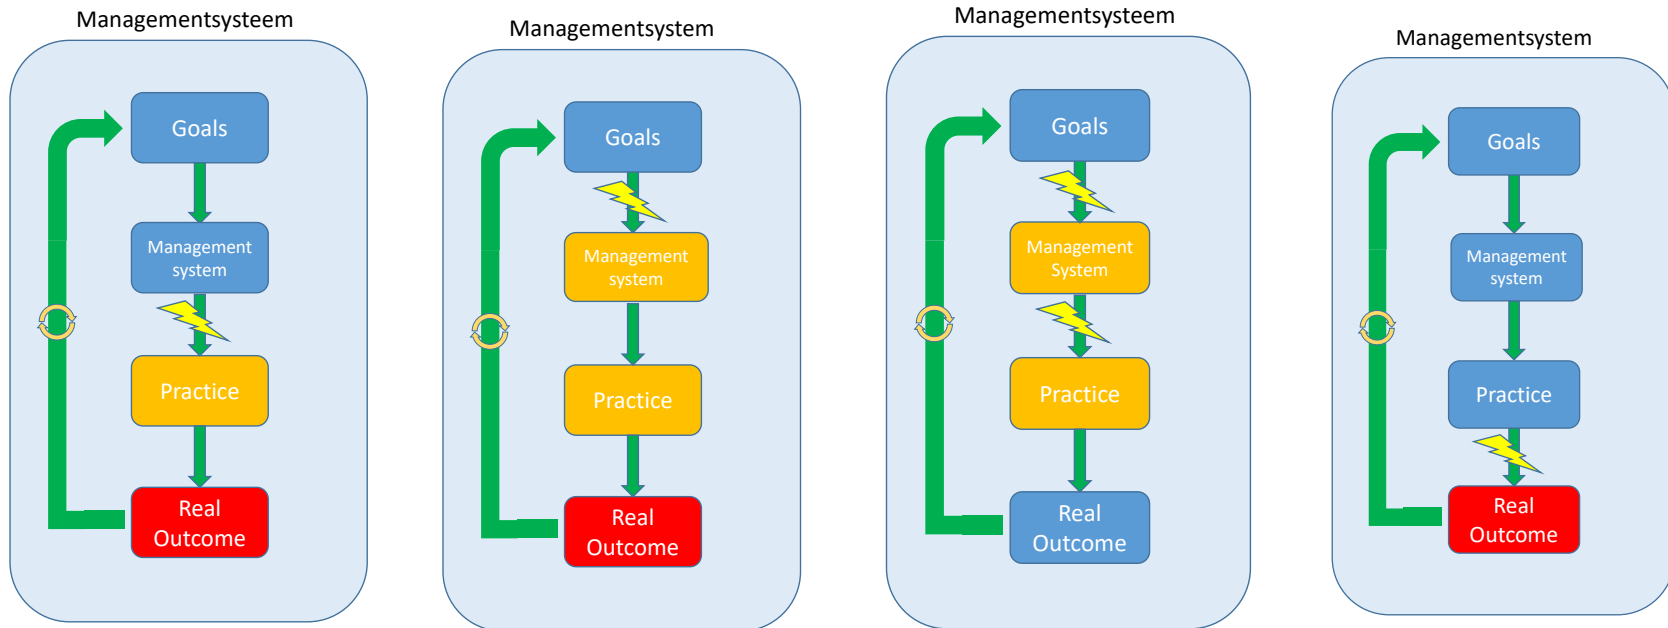 Managementsysteem
Goals
Management
system
Practice
Real
Outcome
Managementsystem
Goals
Management
system
Practice
Real
Outcome
Managementsysteem
Goals
Management
System
Practice
Real
Outcome
Managementsystem
Goals
Management
system
Practice
Real
Outcome